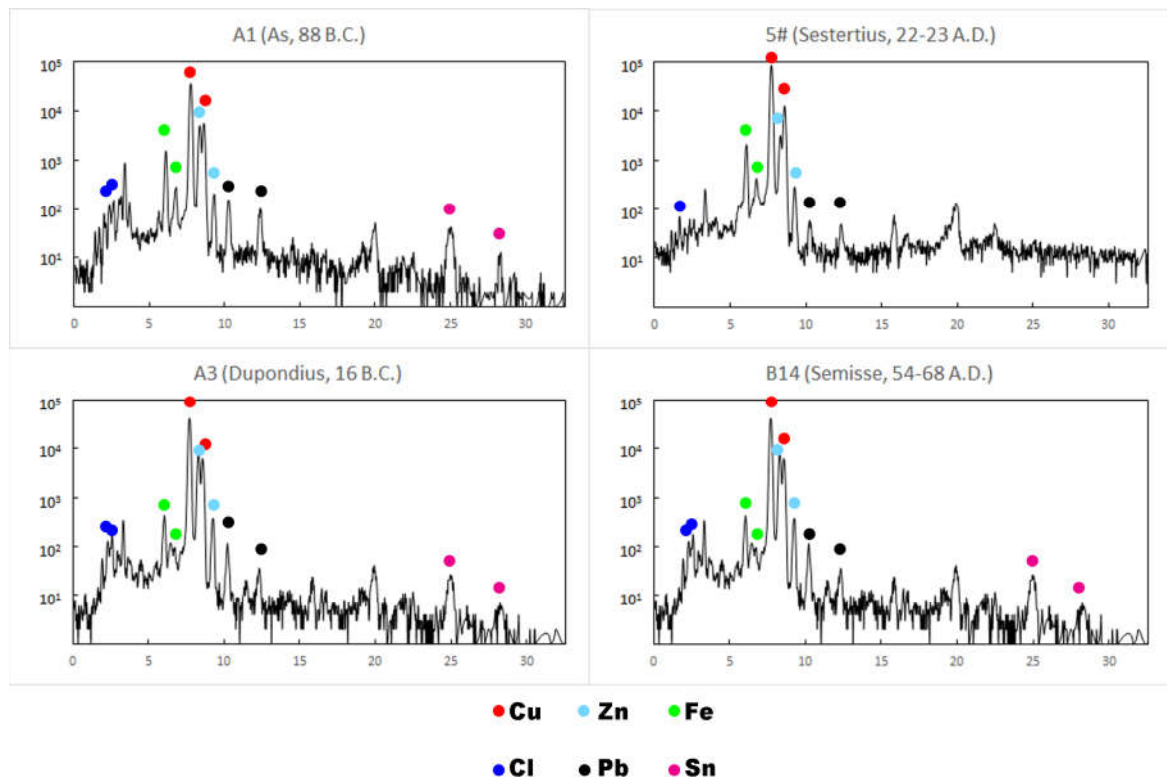 A1 (As, 88 B.C.)
10⁵
10⁴
10³
10²
10¹
0 5 10 15 20 25 30
5# (Sestertius, 22-23 A.D.)
10⁵
10⁴
10³
10²
10¹
0 5 10 15 20 25 30
A3 (Dupondius, 16 B.C.)
10⁵
10⁴
10³
10²
10¹
0 5 10 15 20 25 30
B14 (Semisse, 54-68 A.D.)
10⁵
10⁴
10³
10²
10¹
0 5 10 15 20 25 30
Cu Zn Fe
Cl Pb Sn